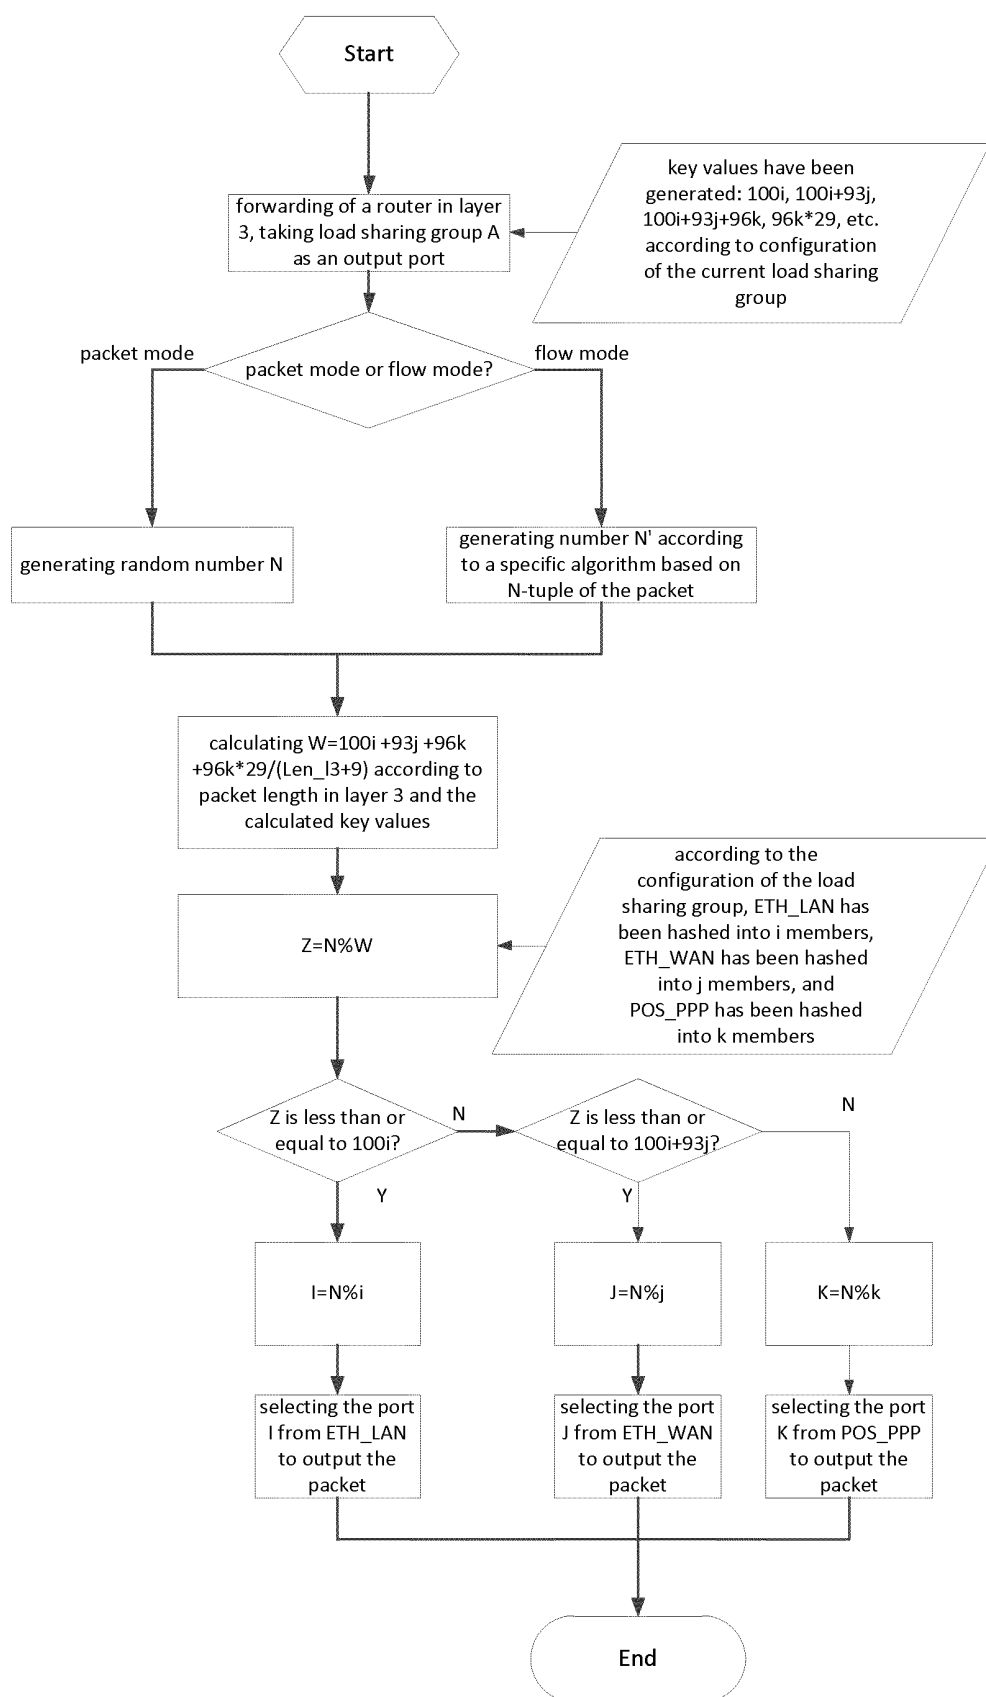 Start
key values have been
generated: 100i, 100i+93j,
100i+93j+96k, 96k*29, etc.
according to configuration
of the current load sharing
group
forwarding of a router in layer
3, taking load sharing group A
as an output port
packet mode
packet mode or flow mode?
flow mode
generating random number N
generating number N' according
to a specific algorithm based on
N-tuple of the packet
calculating W=100i +93j +96k
+96k*29/(Len_l3+9) according to
packet length in layer 3 and the
calculated key values
according to the
configuration of the load
sharing group, ETH_LAN has
been hashed into i members,
ETH_WAN has been hashed
into j members, and
POS_PPP has been hashed
into k members
Z=N%W
Z is less than or
equal to 100i?
N
Z is less than or
equal to 100i+93j?
N
Y
Y
I=N%i
J=N%j
K=N%k
selecting the port
I from ETH_LAN
to output the
packet
selecting the port
J from ETH_WAN
to output the
packet
selecting the port
K from POS_PPP
to output the
packet
End